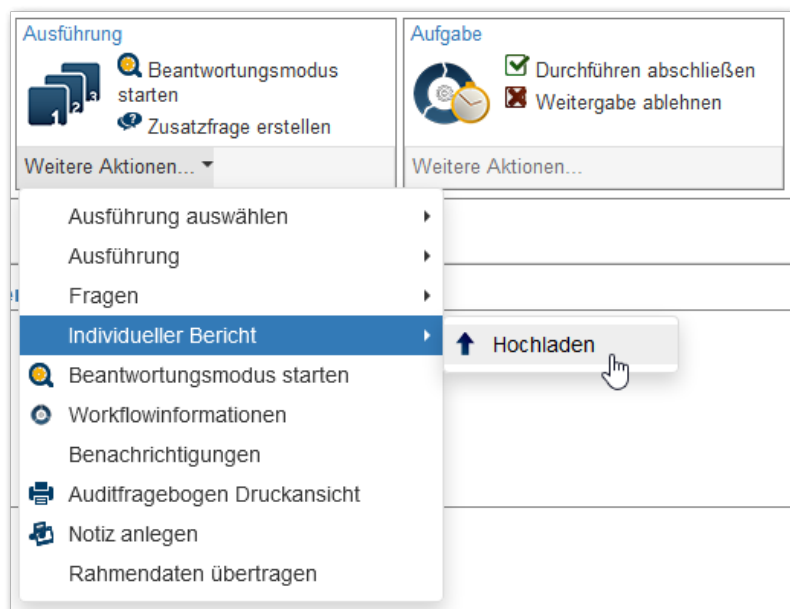 Ausführung
Beantwortungsmodus
starten
Zusatzfrage erstellen
Weitere Aktionen...
Aufgabe
Durchführen abschließen
Weitergabe ablehnen
Weitere Aktionen...
Ausführung auswählen
Ausführung
Fragen
Individueller Bericht
Hochladen
Beantwortungsmodus starten
Workflowinformationen
Benachrichtigungen
Auditfragebogen Druckansicht
Notiz anlegen
Rahmendaten übertragen